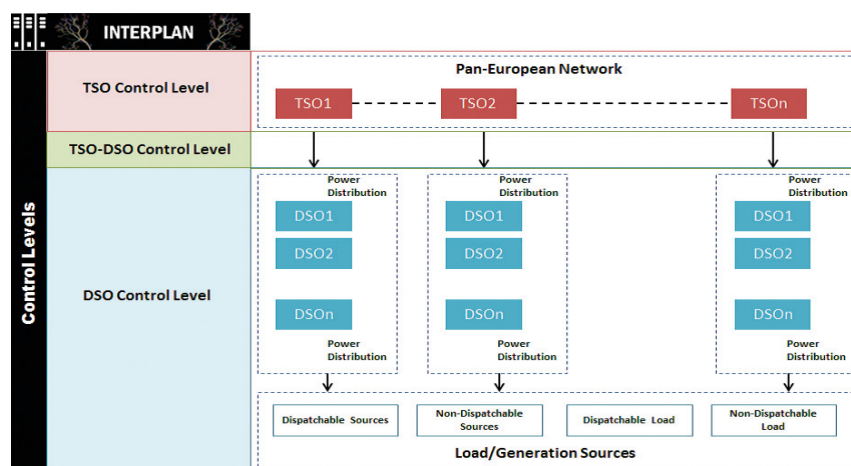 INTERPLAN
Control Levels
TSO Control Level
Pan-European Network
TSO1
TSO2
TSOn
TSO-DSO Control Level
DSO Control Level
Power
Distribution
DSO1
DSO2
DSOn
Power
Distribution
Power
Distribution
DSO1
DSO2
DSOn
Power
Distribution
Power
Distribution
DSO1
DSO2
DSOn
Power
Distribution
Dispatchable Sources
Non-Dispatchable
Sources
Dispatchable Load
Non-Dispatchable
Load
Load/Generation Sources